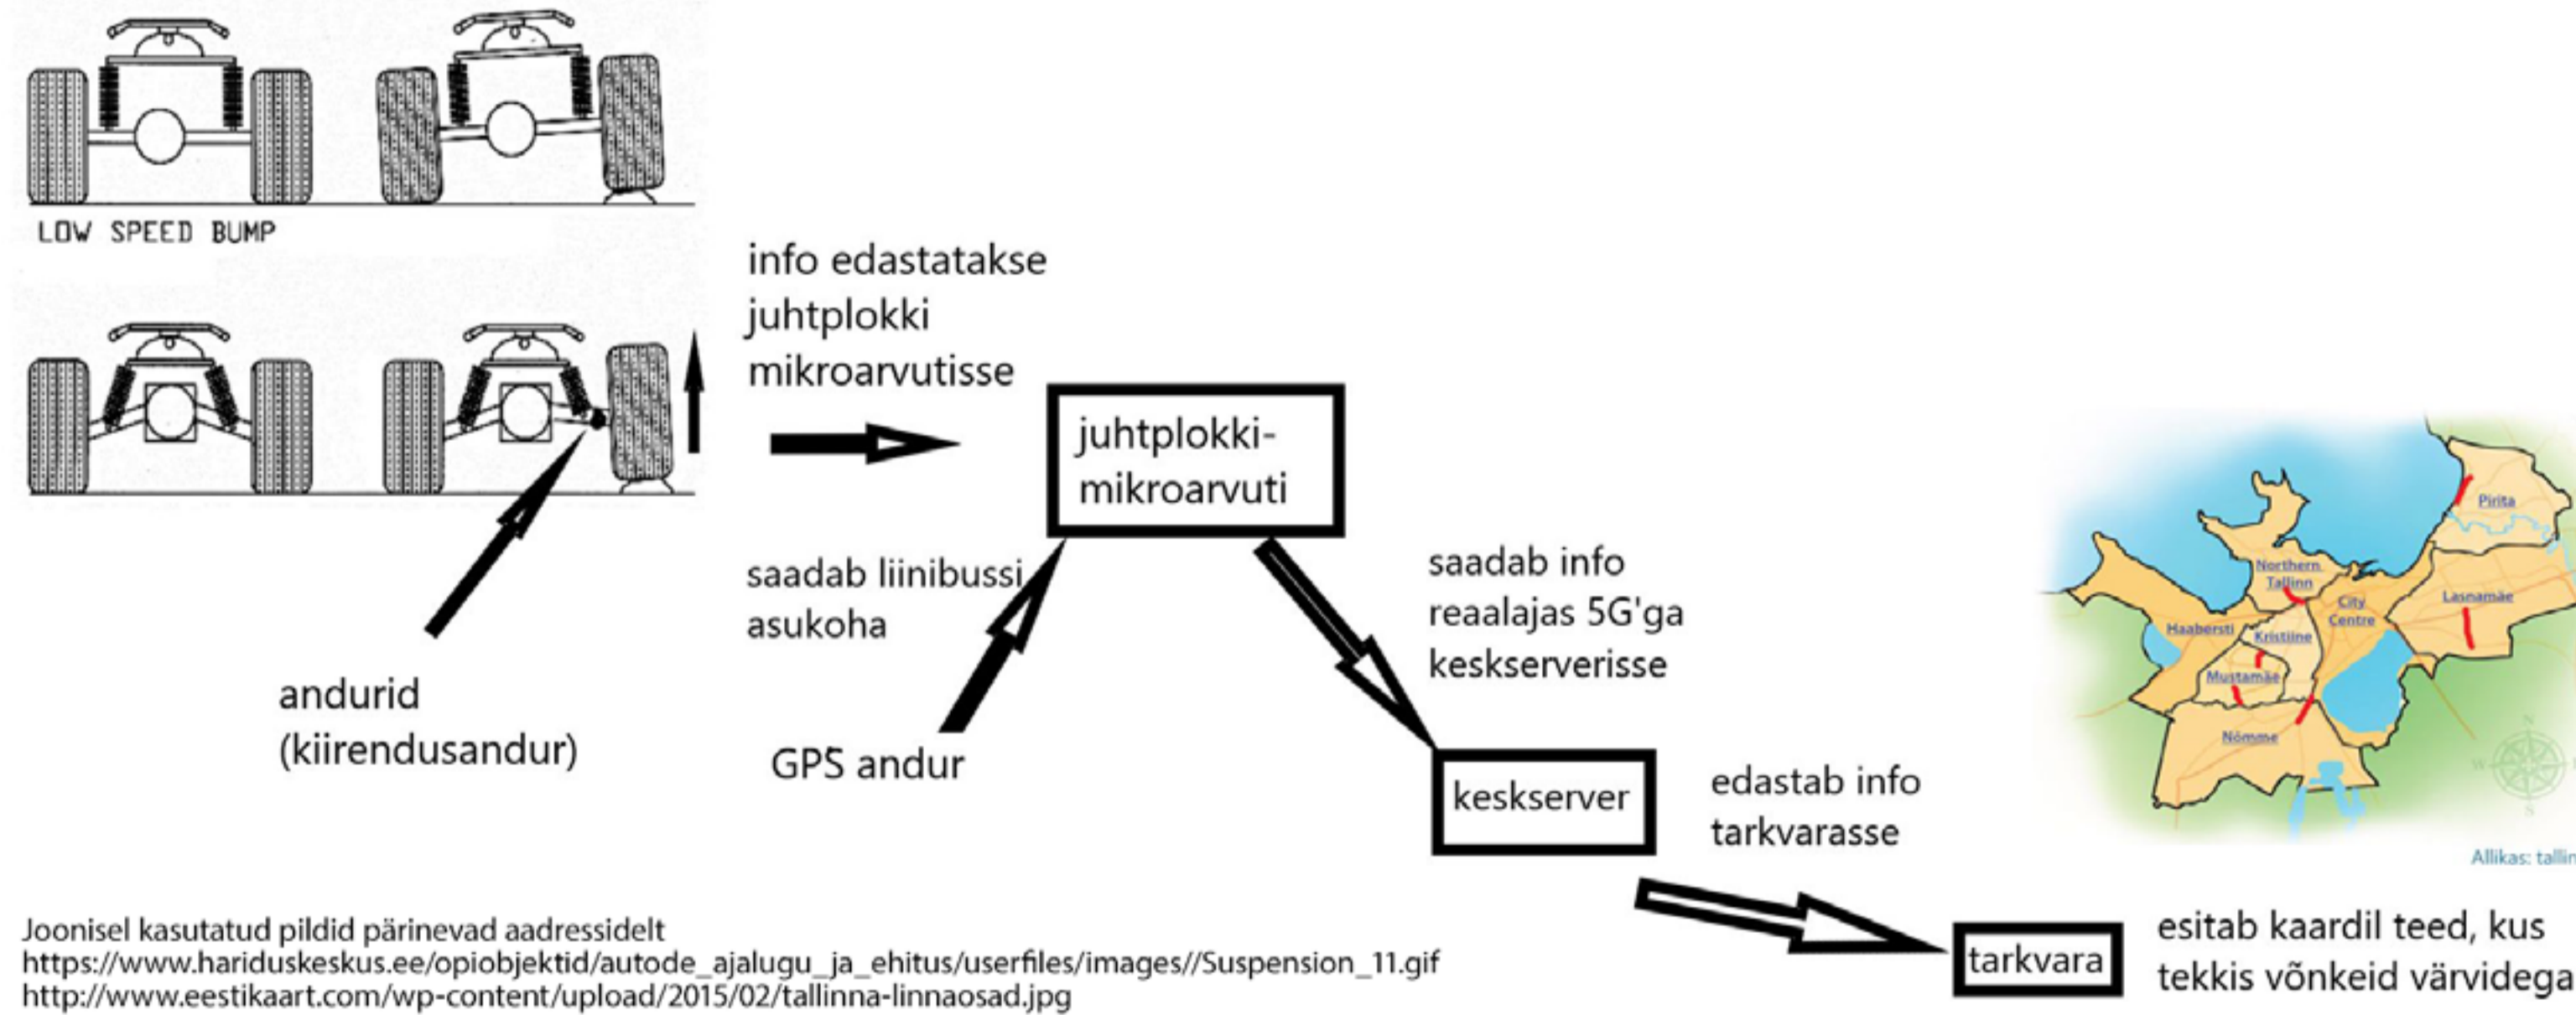 LOW SPEED BUMP
info edastatakse
juhtplokki
mikroarvutisse
juhtplokki-
mikroarvuti
andurid
(kiirendusandur)
saadab liinibussi
asukoha
GPS andur
saadab info
reaalajas 5G'ga
keskserverisse
keskserver
edastab info
tarkvarasse
tarkvara
Pirita
Northern
Tallinn
City
Centre
Lasnamäe
Haabersti
Kristiine
Mustamäe
Nõmme
N
W
S
Allikas:
esitab kaardil teed, kus
tekkis võnkeid värvidega
Joonisel kasutatud pildid pärinevad aadressidelt
https://www.hariduskeskus.ee/opiobjektid/autode_ajalugu_ja_ehitus/userfiles/images//Suspension_11.gif
http://www.eestikaart.com/wp-content/upload/2015/02/tallinna-linnaosad.jpg